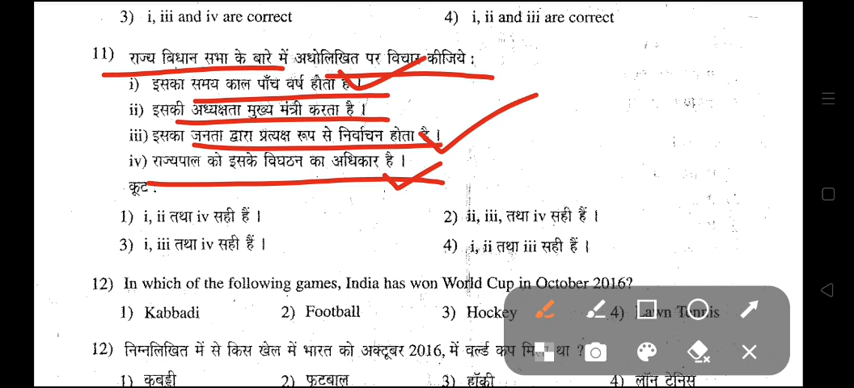 3) i, iii and iv are correct 4) i, ii and iii are correct
11) राज्य विधान सभा के बारे में अधोलिखित पर विचार कीजिये :
i) इसका समय काल पाँच वर्ष होता है ।
ii) इसकी अध्यक्षता मुख्य मंत्री करता है ।
iii) इसका जनता द्वारा प्रत्यक्ष रूप से निर्वाचन होता है ।
iv) राज्यपाल को इसके विघठन का अधिकार है ।
कूट :
1) i, ii तथा iv सही हैं । 2) ii, iii, तथा iv सही हैं ।
3) i, iii तथा iv सही हैं । 4) i, ii तथा iii सही हैं ।
12) In which of the following games, India has won World Cup in October 2016?
1) Kabbadi 2) Football 3) Hockey 4) Lawn Tennis
12) निम्नलिखित में से किस खेल में भारत को अक्टूबर 2016, में वर्ल्ड कप मिला था ?
1) कबड्डी 2) फुटबाल 3) हॉकी 4) लॉन टेनिस